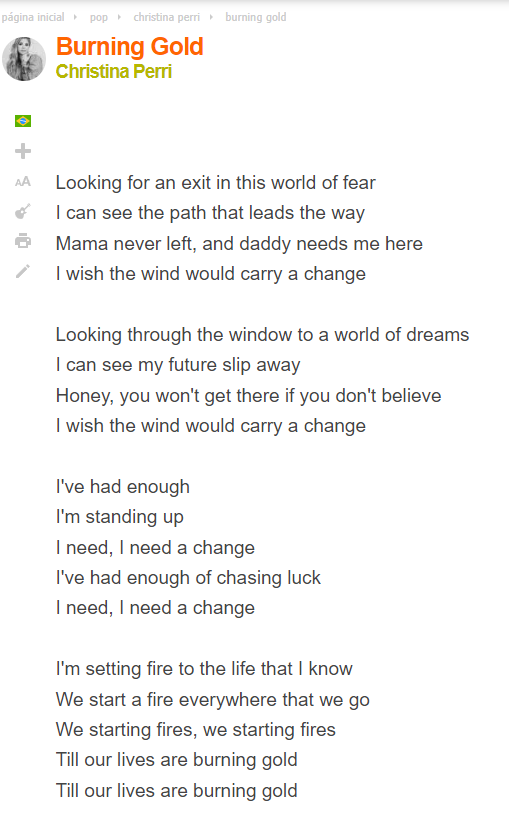 página inicial pop christina perri burning gold
Burning Gold
Christina Perri
AA
Looking for an exit in this world of fear
I can see the path that leads the way
Mama never left, and daddy needs me here
I wish the wind would carry a change
Looking through the window to a world of dreams
I can see my future slip away
Honey, you won't get there if you don't believe
I wish the wind would carry a change
I've had enough
I'm standing up
I need, I need a change
I've had enough of chasing luck
I need, I need a change
I'm setting fire to the life that I know
We start a fire everywhere that we go
We starting fires, we starting fires
Till our lives are burning gold
Till our lives are burning gold